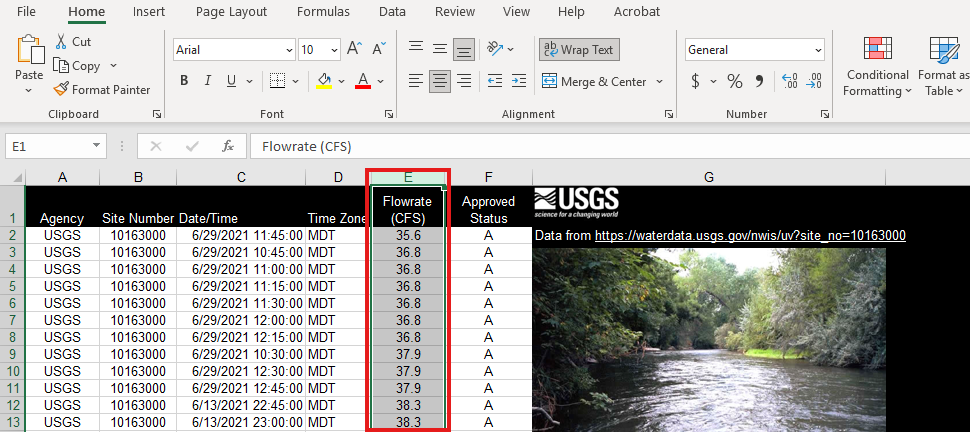 File Home Insert Page Layout Formulas Data Review View Help Acrobat
Cut
Copy
Format Painter
Paste
Arial 10 A A
B I U A
ab Wrap Text
Merge & Center
General
$ % 9 .00 .00
Conditional Formatting
Format as Table
Clipboard Font Alignment Number
E1 fx Flowrate (CFS)
A B C D E F G
1 Agency Site Number Date/Time Time Zone Flowrate (CFS) Approved Status USGS
science for a changing world
2 USGS 10163000 6/29/2021 11:45:00 MDT 35.6 A Data from https://waterdata.usgs.gov/nwis/uv?site_no=10163000
3 USGS 10163000 6/29/2021 10:45:00 MDT 36.8 A
4 USGS 10163000 6/29/2021 11:00:00 MDT 36.8 A
5 USGS 10163000 6/29/2021 11:15:00 MDT 36.8 A
6 USGS 10163000 6/29/2021 11:30:00 MDT 36.8 A
7 USGS 10163000 6/29/2021 12:00:00 MDT 36.8 A
8 USGS 10163000 6/29/2021 12:15:00 MDT 36.8 A
9 USGS 10163000 6/29/2021 10:30:00 MDT 37.9 A
10 USGS 10163000 6/29/2021 12:30:00 MDT 37.9 A
11 USGS 10163000 6/29/2021 12:45:00 MDT 37.9 A
12 USGS 10163000 6/13/2021 22:45:00 MDT 38.3 A
13 USGS 10163000 6/13/2021 23:00:00 MDT 38.3 A